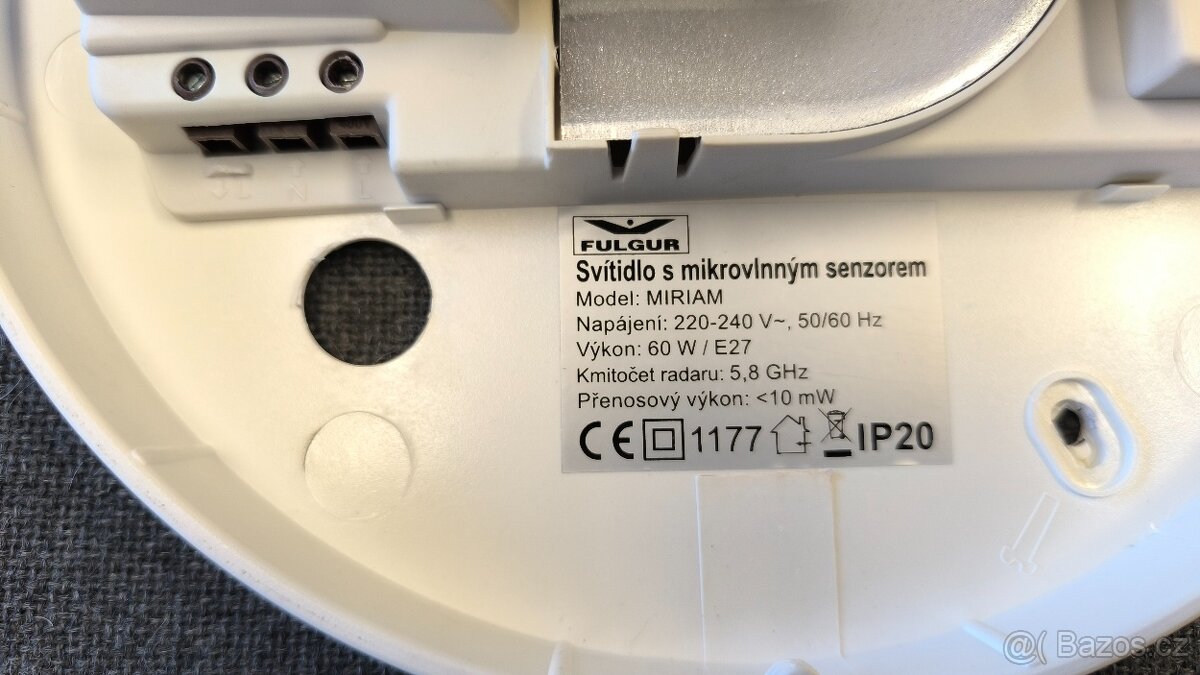 N L
FULGUR
Svítidlo s mikrovlnným senzorem
Model: MIRIAM
Napájení: 220-240 V~, 50/60 Hz
Výkon: 60 W / E27
Kmitočet radaru: 5,8 GHz
Přenosový výkon: <10 mW
CE 1177 IP20
@( Bazos.cz